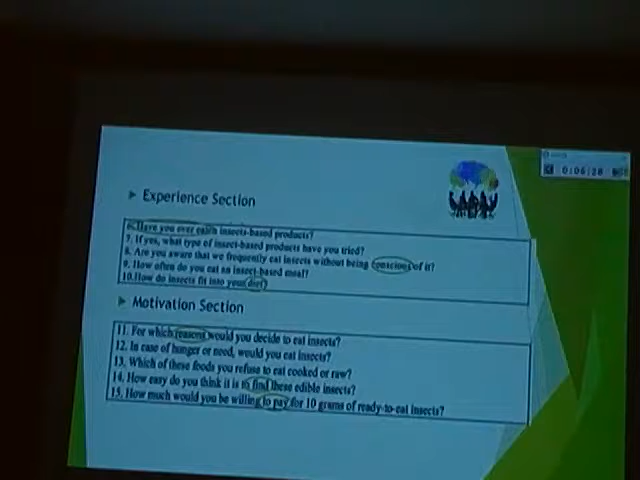 Experience Section
6. Have you ever eaten insects-based products?
7. If yes, what type of insect-based products have you tried?
8. Are you aware that we frequently eat insects without being conscious of it?
9. How often do you eat an insect-based meal?
10. How do insects fit into your diet?
Motivation Section
11. For which reasons would you decide to eat insects?
12. In case of hunger or need, would you eat insects?
13. Which of these foods you refuse to eat cooked or raw?
14. How easy do you think it is to find these edible insects?
15. How much would you be willing to pay for 10 grams of ready-to-eat insects?
0:06:28